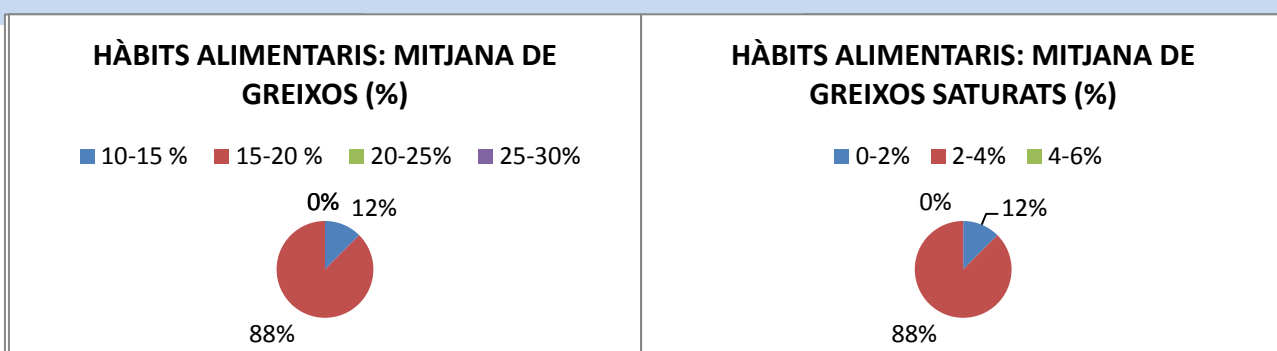 HÀBITS ALIMENTARIS: MITJANA DE
GREIXOS (%)
10-15 % 15-20 % 20-25% 25-30%
0% 12%
88%
HÀBITS ALIMENTARIS: MITJANA DE
GREIXOS SATURATS (%)
0-2% 2-4% 4-6%
0% 12%
88%